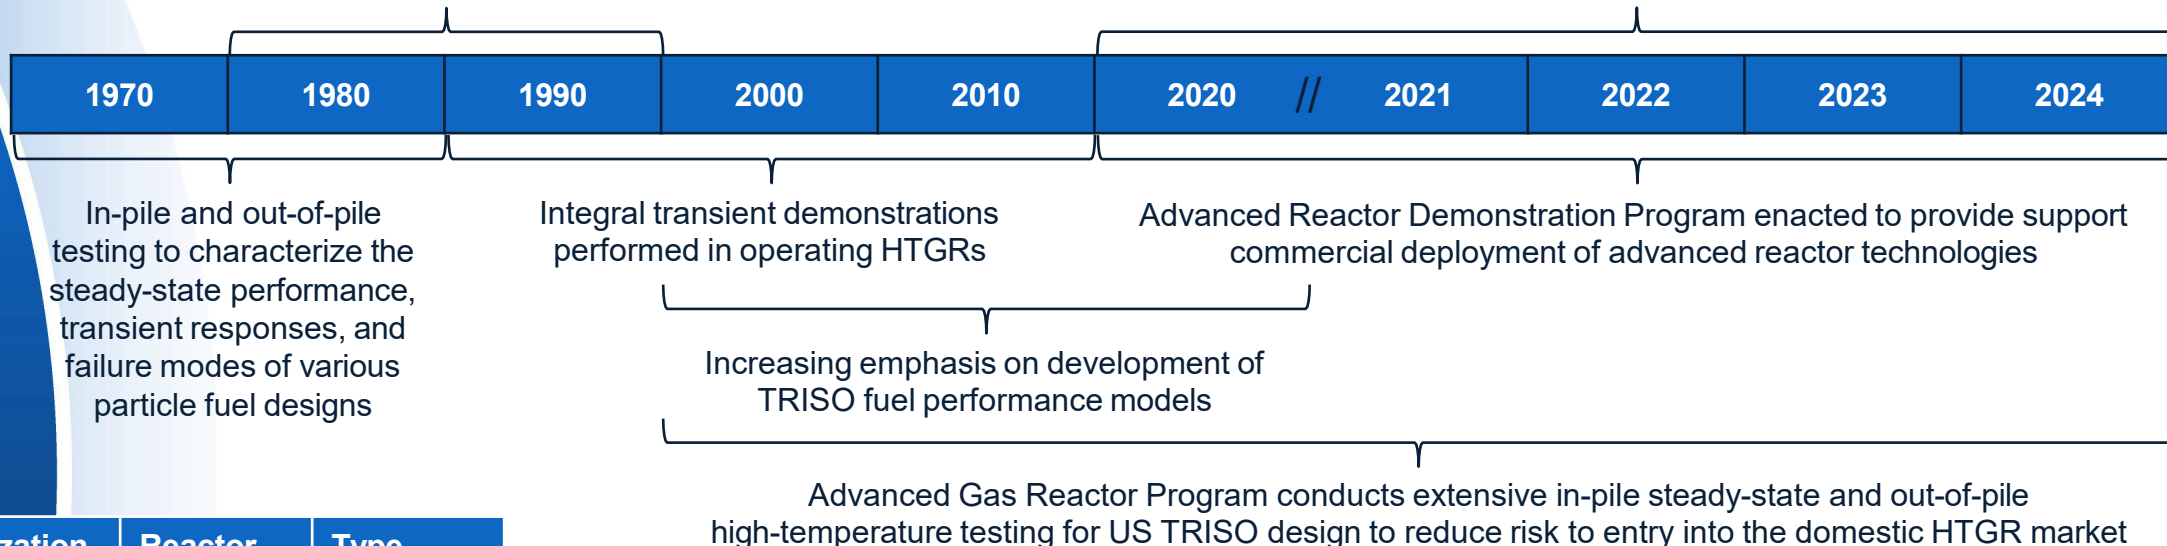 1970 1980 1990 2000 2010 2020 // 2021 2022 2023 2024
In-pile and out-of-pile
testing to characterize the
steady-state performance,
transient responses, and
failure modes of various
particle fuel designs
Integral transient demonstrations
performed in operating HTGRs
Advanced Reactor Demonstration Program enacted to provide support
commercial deployment of advanced reactor technologies
Increasing emphasis on development of
TRISO fuel performance models
Advanced Gas Reactor Program conducts extensive in-pile steady-state and out-of-pile
high-temperature testing for US TRISO design to reduce risk to entry into the domestic HTGR market
zation Reactor Type